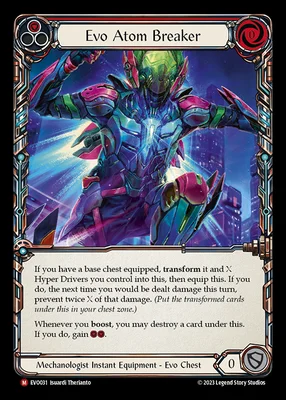 Evo Atom Breaker
If you have a base chest equipped, transform it and X
Hyper Drivers you control into this, then equip this. If you
do, the next time you would be dealt damage this turn,
prevent twice X of that damage. (Put the transformed cards
under this in your chest zone.)
Whenever you boost, you may destroy a card under this.
If you do, gain
Mechanologist Instant Equipment - Evo Chest
0
M EVO031 Isuardi Therianto
© 2023 Legend Story Studios